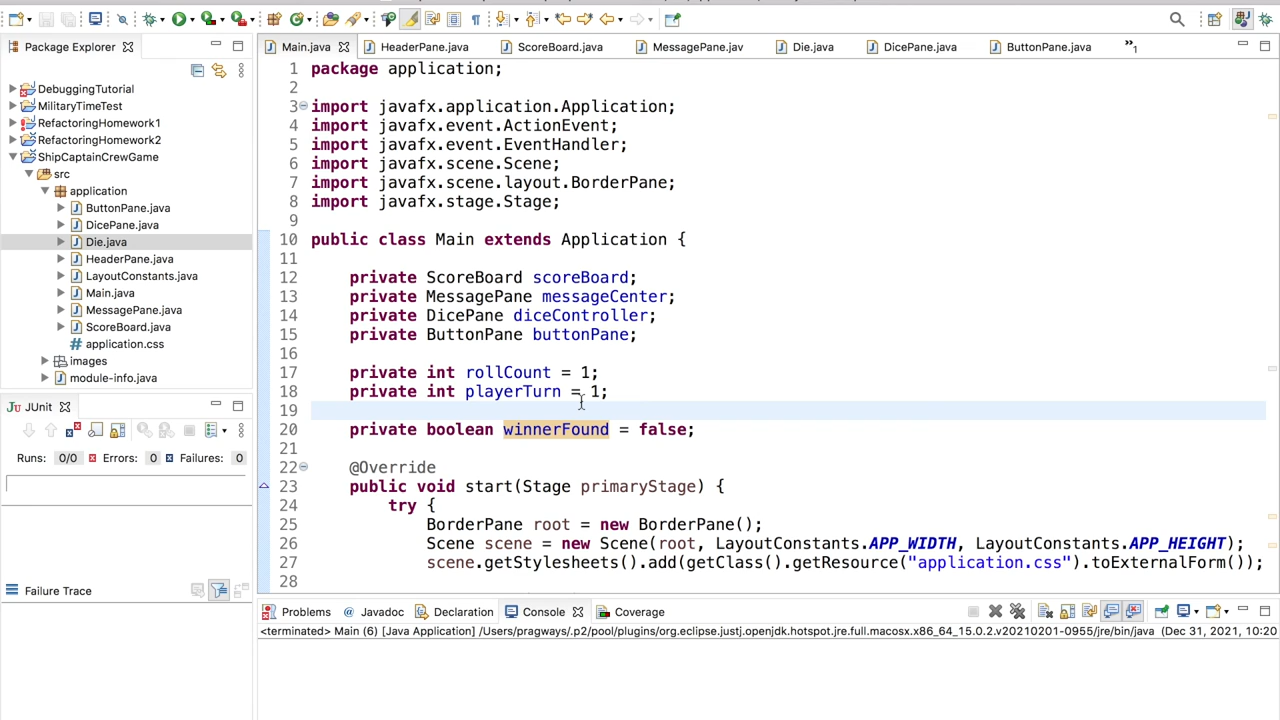 Package Explorer
Main.java
HeaderPane.java
ScoreBoard.java
MessagePane.jav
Die.java
DicePane.java
ButtonPane.java
»1
DebuggingTutorial
MilitaryTimeTest
RefactoringHomework1
RefactoringHomework2
ShipCaptainCrewGame
src
application
ButtonPane.java
DicePane.java
Die.java
HeaderPane.java
LayoutConstants.java
Main.java
MessagePane.java
ScoreBoard.java
application.css
images
module-info.java
JUnit
Runs: 0/0 Errors: 0 Failures: 0
Failure Trace
1 package application;
2
3 import javafx.application.Application;
4 import javafx.event.ActionEvent;
5 import javafx.event.EventHandler;
6 import javafx.scene.Scene;
7 import javafx.scene.layout.BorderPane;
8 import javafx.stage.Stage;
9
10 public class Main extends Application {
11
12 private ScoreBoard scoreBoard;
13 private MessagePane messageCenter;
14 private DicePane diceController;
15 private ButtonPane buttonPane;
16
17 private int rollCount = 1;
18 private int playerTurn = 1;
19
20 private boolean winnerFound = false;
21
22 @Override
23 public void start(Stage primaryStage) {
24 try {
25 BorderPane root = new BorderPane();
26 Scene scene = new Scene(root, LayoutConstants.APP_WIDTH, LayoutConstants.APP_HEIGHT);
27 scene.getStylesheets().add(getClass().getResource("application.css").toExternalForm());
28
Problems @ Javadoc Declaration Console Coverage
<terminated> Main (6) [Java Application] /Users/pragways/.p2/pool/plugins/org.eclipse.justj.openjdk.hotspot.jre.full.macosx.x86_64_15.0.2.v20210201-0955/jre/bin/java (Dec 31, 2021, 10:20